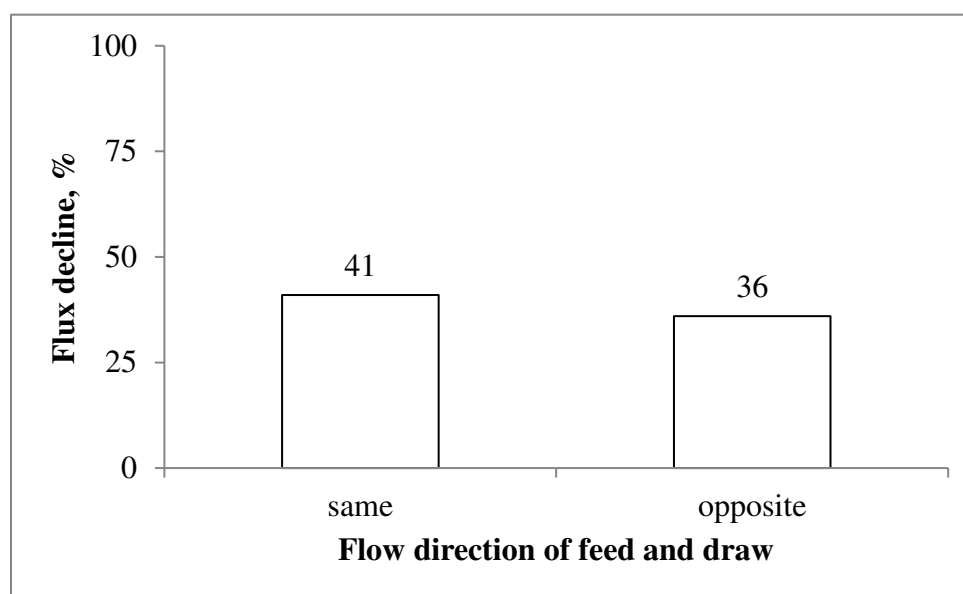 100
75
50
25
0
Flux decline, %
41
36
same
opposite
Flow direction of feed and draw